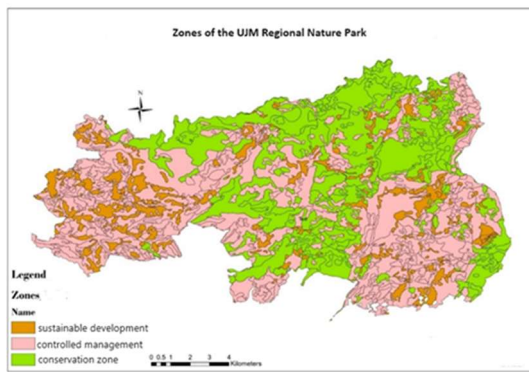 Zones of the UJM Regional Nature Park
N
Legend
Zones
Name
sustainable development
controlled management
conservation zone
0 0.5 1 2 3 4
Kilometers